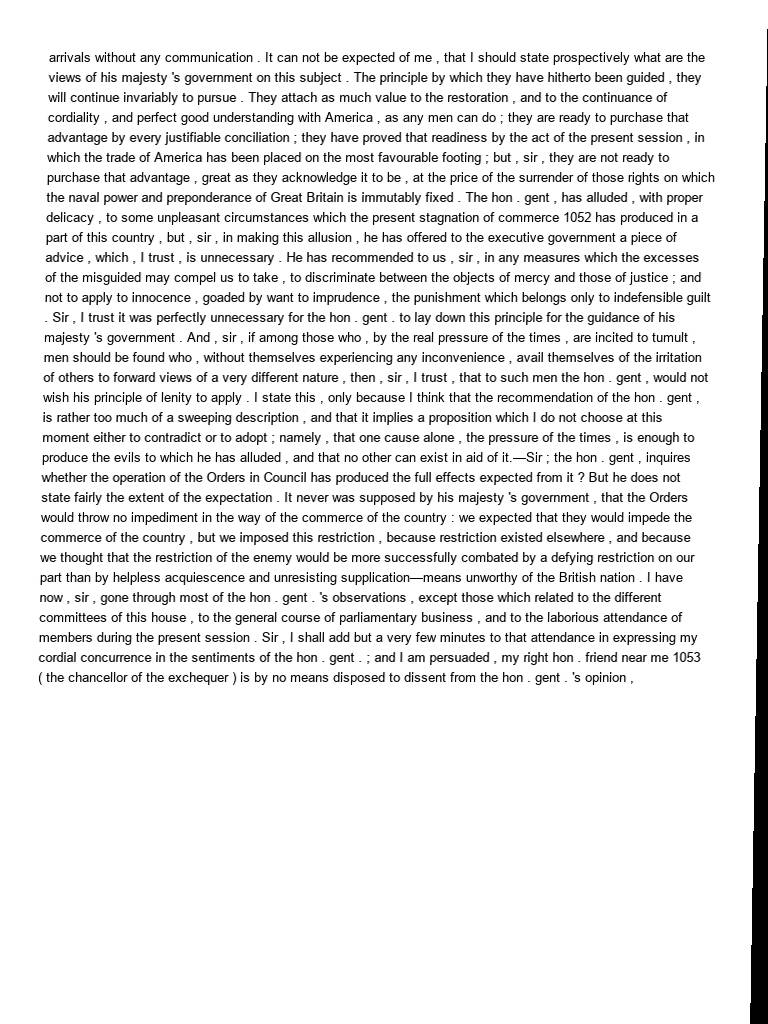 arrivals without any communication . It can not be expected of me , that I should state prospectively what are the
views of his majesty 's government on this subject . The principle by which they have hitherto been guided , they
will continue invariably to pursue . They attach as much value to the restoration , and to the continuance of
cordiality , and perfect good understanding with America , as any men can do ; they are ready to purchase that
advantage by every justifiable conciliation ; they have proved that readiness by the act of the present session , in
which the trade of America has been placed on the most favourable footing ; but , sir , they are not ready to
purchase that advantage , great as they acknowledge it to be , at the price of the surrender of those rights on which
the naval power and preponderance of Great Britain is immutably fixed . The hon . gent , has alluded , with proper
delicacy , to some unpleasant circumstances which the present stagnation of commerce 1052 has produced in a
part of this country , but , sir , in making this allusion , he has offered to the executive government a piece of
advice , which , I trust , is unnecessary . He has recommended to us , sir , in any measures which the excesses
of the misguided may compel us to take , to discriminate between the objects of mercy and those of justice ; and
not to apply to innocence , goaded by want to imprudence , the punishment which belongs only to indefensible guilt
. Sir , I trust it was perfectly unnecessary for the hon . gent . to lay down this principle for the guidance of his
majesty 's government . And , sir , if among those who , by the real pressure of the times , are incited to tumult ,
men should be found who , without themselves experiencing any inconvenience , avail themselves of the irritation
of others to forward views of a very different nature , then , sir , I trust , that to such men the hon . gent , would not
wish his principle of lenity to apply . I state this , only because I think that the recommendation of the hon . gent ,
is rather too much of a sweeping description , and that it implies a proposition which I do not choose at this
moment either to contradict or to adopt ; namely , that one cause alone , the pressure of the times , is enough to
produce the evils to which he has alluded , and that no other can exist in aid of it.—Sir ; the hon . gent , inquires
whether the operation of the Orders in Council has produced the full effects expected from it ? But he does not
state fairly the extent of the expectation . It never was supposed by his majesty 's government , that the Orders
would throw no impediment in the way of the commerce of the country : we expected that they would impede the
commerce of the country , but we imposed this restriction , because restriction existed elsewhere , and because
we thought that the restriction of the enemy would be more successfully combated by a defying restriction on our
part than by helpless acquiescence and unresisting supplication—means unworthy of the British nation . I have
now , sir , gone through most of the hon . gent . 's observations , except those which related to the different
committees of this house , to the general course of parliamentary business , and to the laborious attendance of
members during the present session . Sir , I shall add but a very few minutes to that attendance in expressing my
cordial concurrence in the sentiments of the hon . gent . ; and I am persuaded , my right hon . friend near me 1053
( the chancellor of the exchequer ) is by no means disposed to dissent from the hon . gent . 's opinion ,